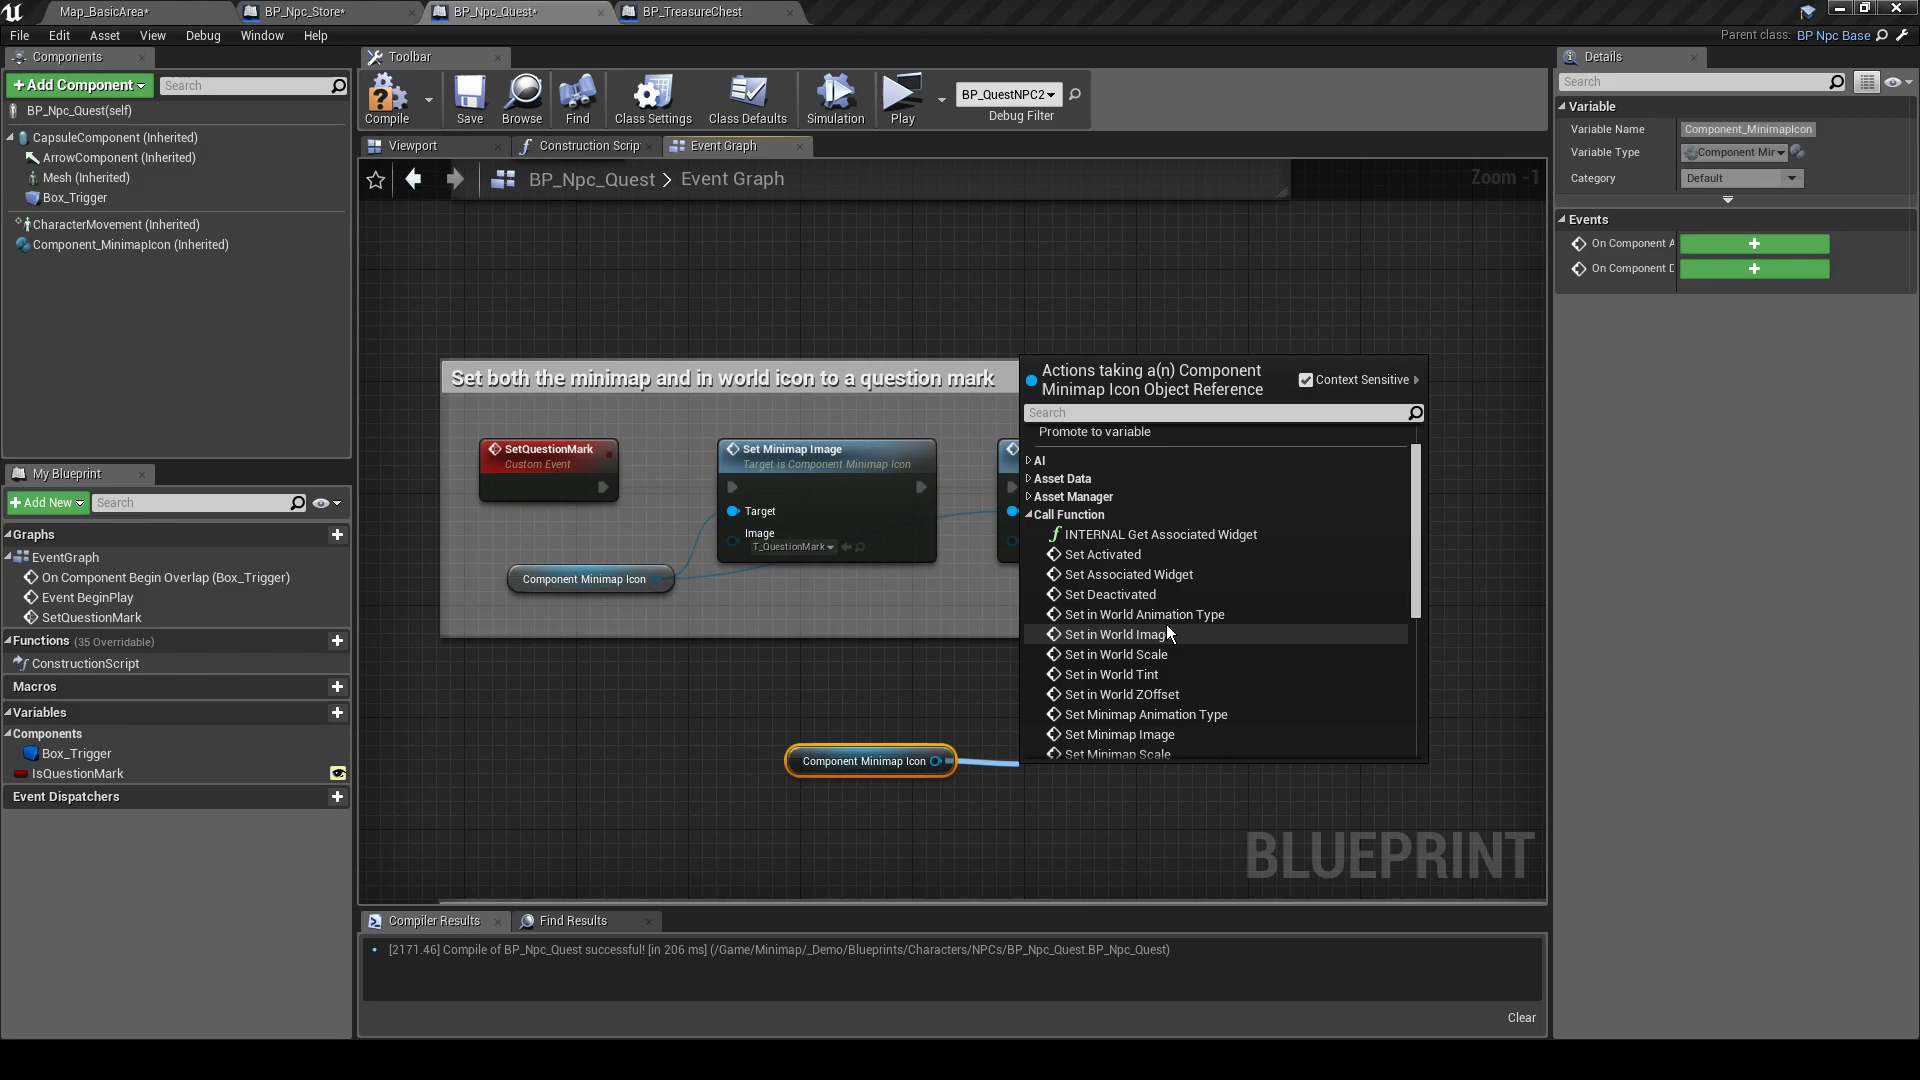 Map_BasicArea*
BP_Npc_Store*
BP_Npc_Quest*
BP_TreasureChest
File Edit Asset View Debug Window Help
Parent class: BP Npc Base
Components
+Add Component
Search
BP_Npc_Quest(self)
CapsuleComponent (Inherited)
ArrowComponent (Inherited)
Mesh (Inherited)
Box_Trigger
CharacterMovement (Inherited)
Component_MinimapIcon (Inherited)
My Blueprint
+Add New
Search
Graphs
EventGraph
On Component Begin Overlap (Box_Trigger)
Event BeginPlay
SetQuestionMark
Functions (35 Overridable)
ConstructionScript
Macros
Variables
Components
Box_Trigger
IsQuestionMark
Event Dispatchers
Toolbar
Compile
Save
Browse
Find
Class Settings
Class Defaults
Simulation
Play
BP_QuestNPC2
Debug Filter
Viewport
Construction Scrip
Event Graph
BP_Npc_Quest > Event Graph
Zoom -1
Set both the minimap and in world icon to a question mark
SetQuestionMark
Custom Event
Set Minimap Image
Target is Component Minimap Icon
Target
Image
T_QuestionMark
Component Minimap Icon
Component Minimap Icon
Actions taking a(n) Component
Minimap Icon Object Reference
Context Sensitive
Search
Promote to variable
AI
Asset Data
Asset Manager
Call Function
INTERNAL Get Associated Widget
Set Activated
Set Associated Widget
Set Deactivated
Set in World Animation Type
Set in World Image
Set in World Scale
Set in World Tint
Set in World ZOffset
Set Minimap Animation Type
Set Minimap Image
Set Minimap Scale
BLUEPRINT
Compiler Results
Find Results
[2171.46] Compile of BP_Npc_Quest successful! [in 206 ms] (/Game/Minimap/_Demo/Blueprints/Characters/NPCs/BP_Npc_Quest.BP_Npc_Quest)
Clear
Details
Search
Variable
Variable Name Component_MinimapIcon
Variable Type Component Mir
Category Default
Events
On Component A
On Component D